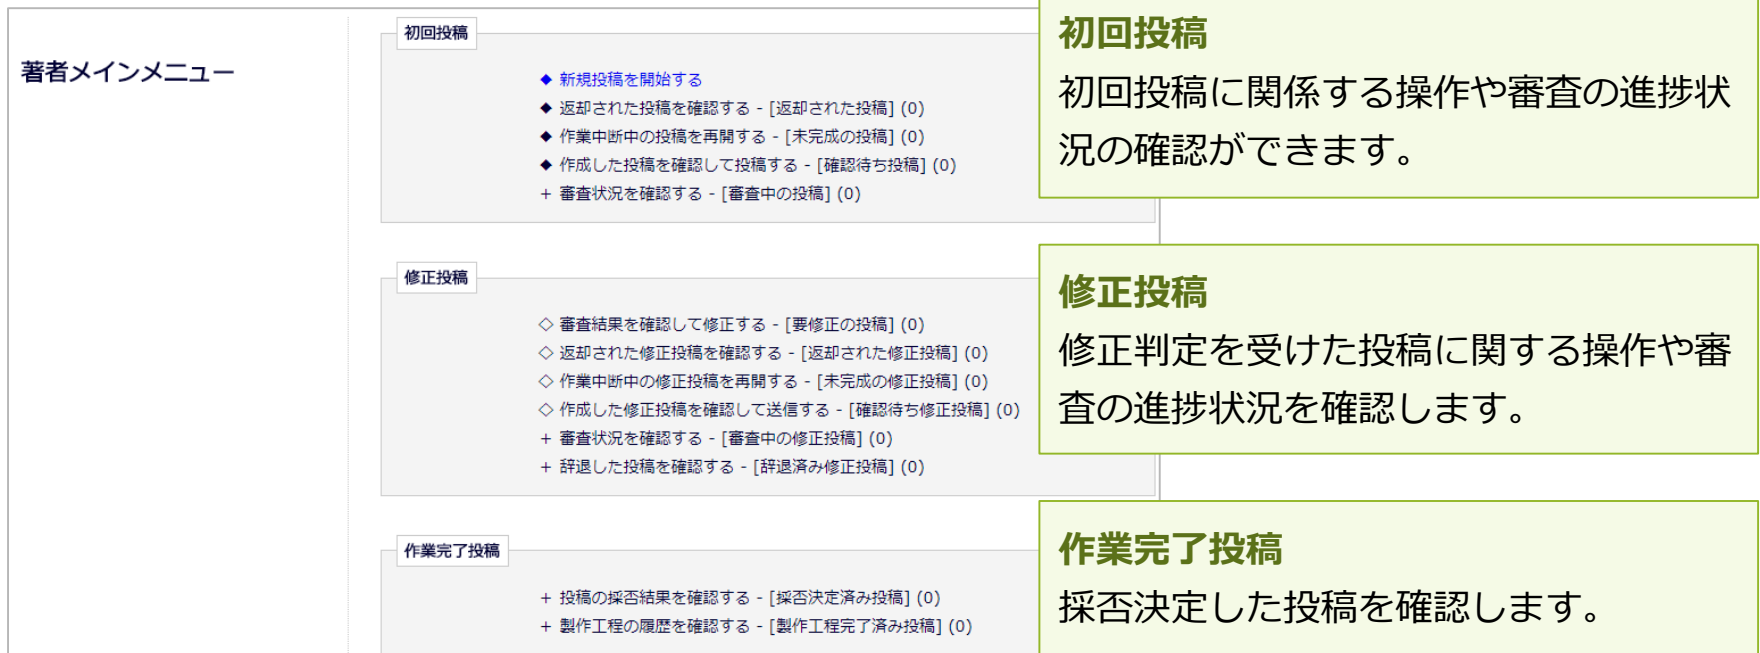 著者メインメニュー
初回投稿
◆ 新規投稿を開始する
◆ 返却された投稿を確認する - [返却された投稿] (0)
◆ 作業中断中の投稿を再開する - [未完成の投稿] (0)
◆ 作成した投稿を確認して投稿する - [確認待ち投稿] (0)
+ 審査状況を確認する - [審査中の投稿] (0)
初回投稿
初回投稿に関係する操作や審査の進捗状
況の確認ができます。
修正投稿
◇ 審査結果を確認して修正する - [要修正の投稿] (0)
◇ 返却された修正投稿を確認する - [返却された修正投稿] (0)
◇ 作業中断中の修正投稿を再開する - [未完成の修正投稿] (0)
◇ 作成した修正投稿を確認して送信する - [確認待ち修正投稿] (0)
+ 審査状況を確認する - [審査中の修正投稿] (0)
+ 辞退した投稿を確認する - [辞退済み修正投稿] (0)
修正投稿
修正判定を受けた投稿に関する操作や審
査の進捗状況を確認します。
作業完了投稿
+ 投稿の採否結果を確認する - [採否決定済み投稿] (0)
+ 製作工程の履歴を確認する - [製作工程完了済み投稿] (0)
作業完了投稿
採否決定した投稿を確認します。